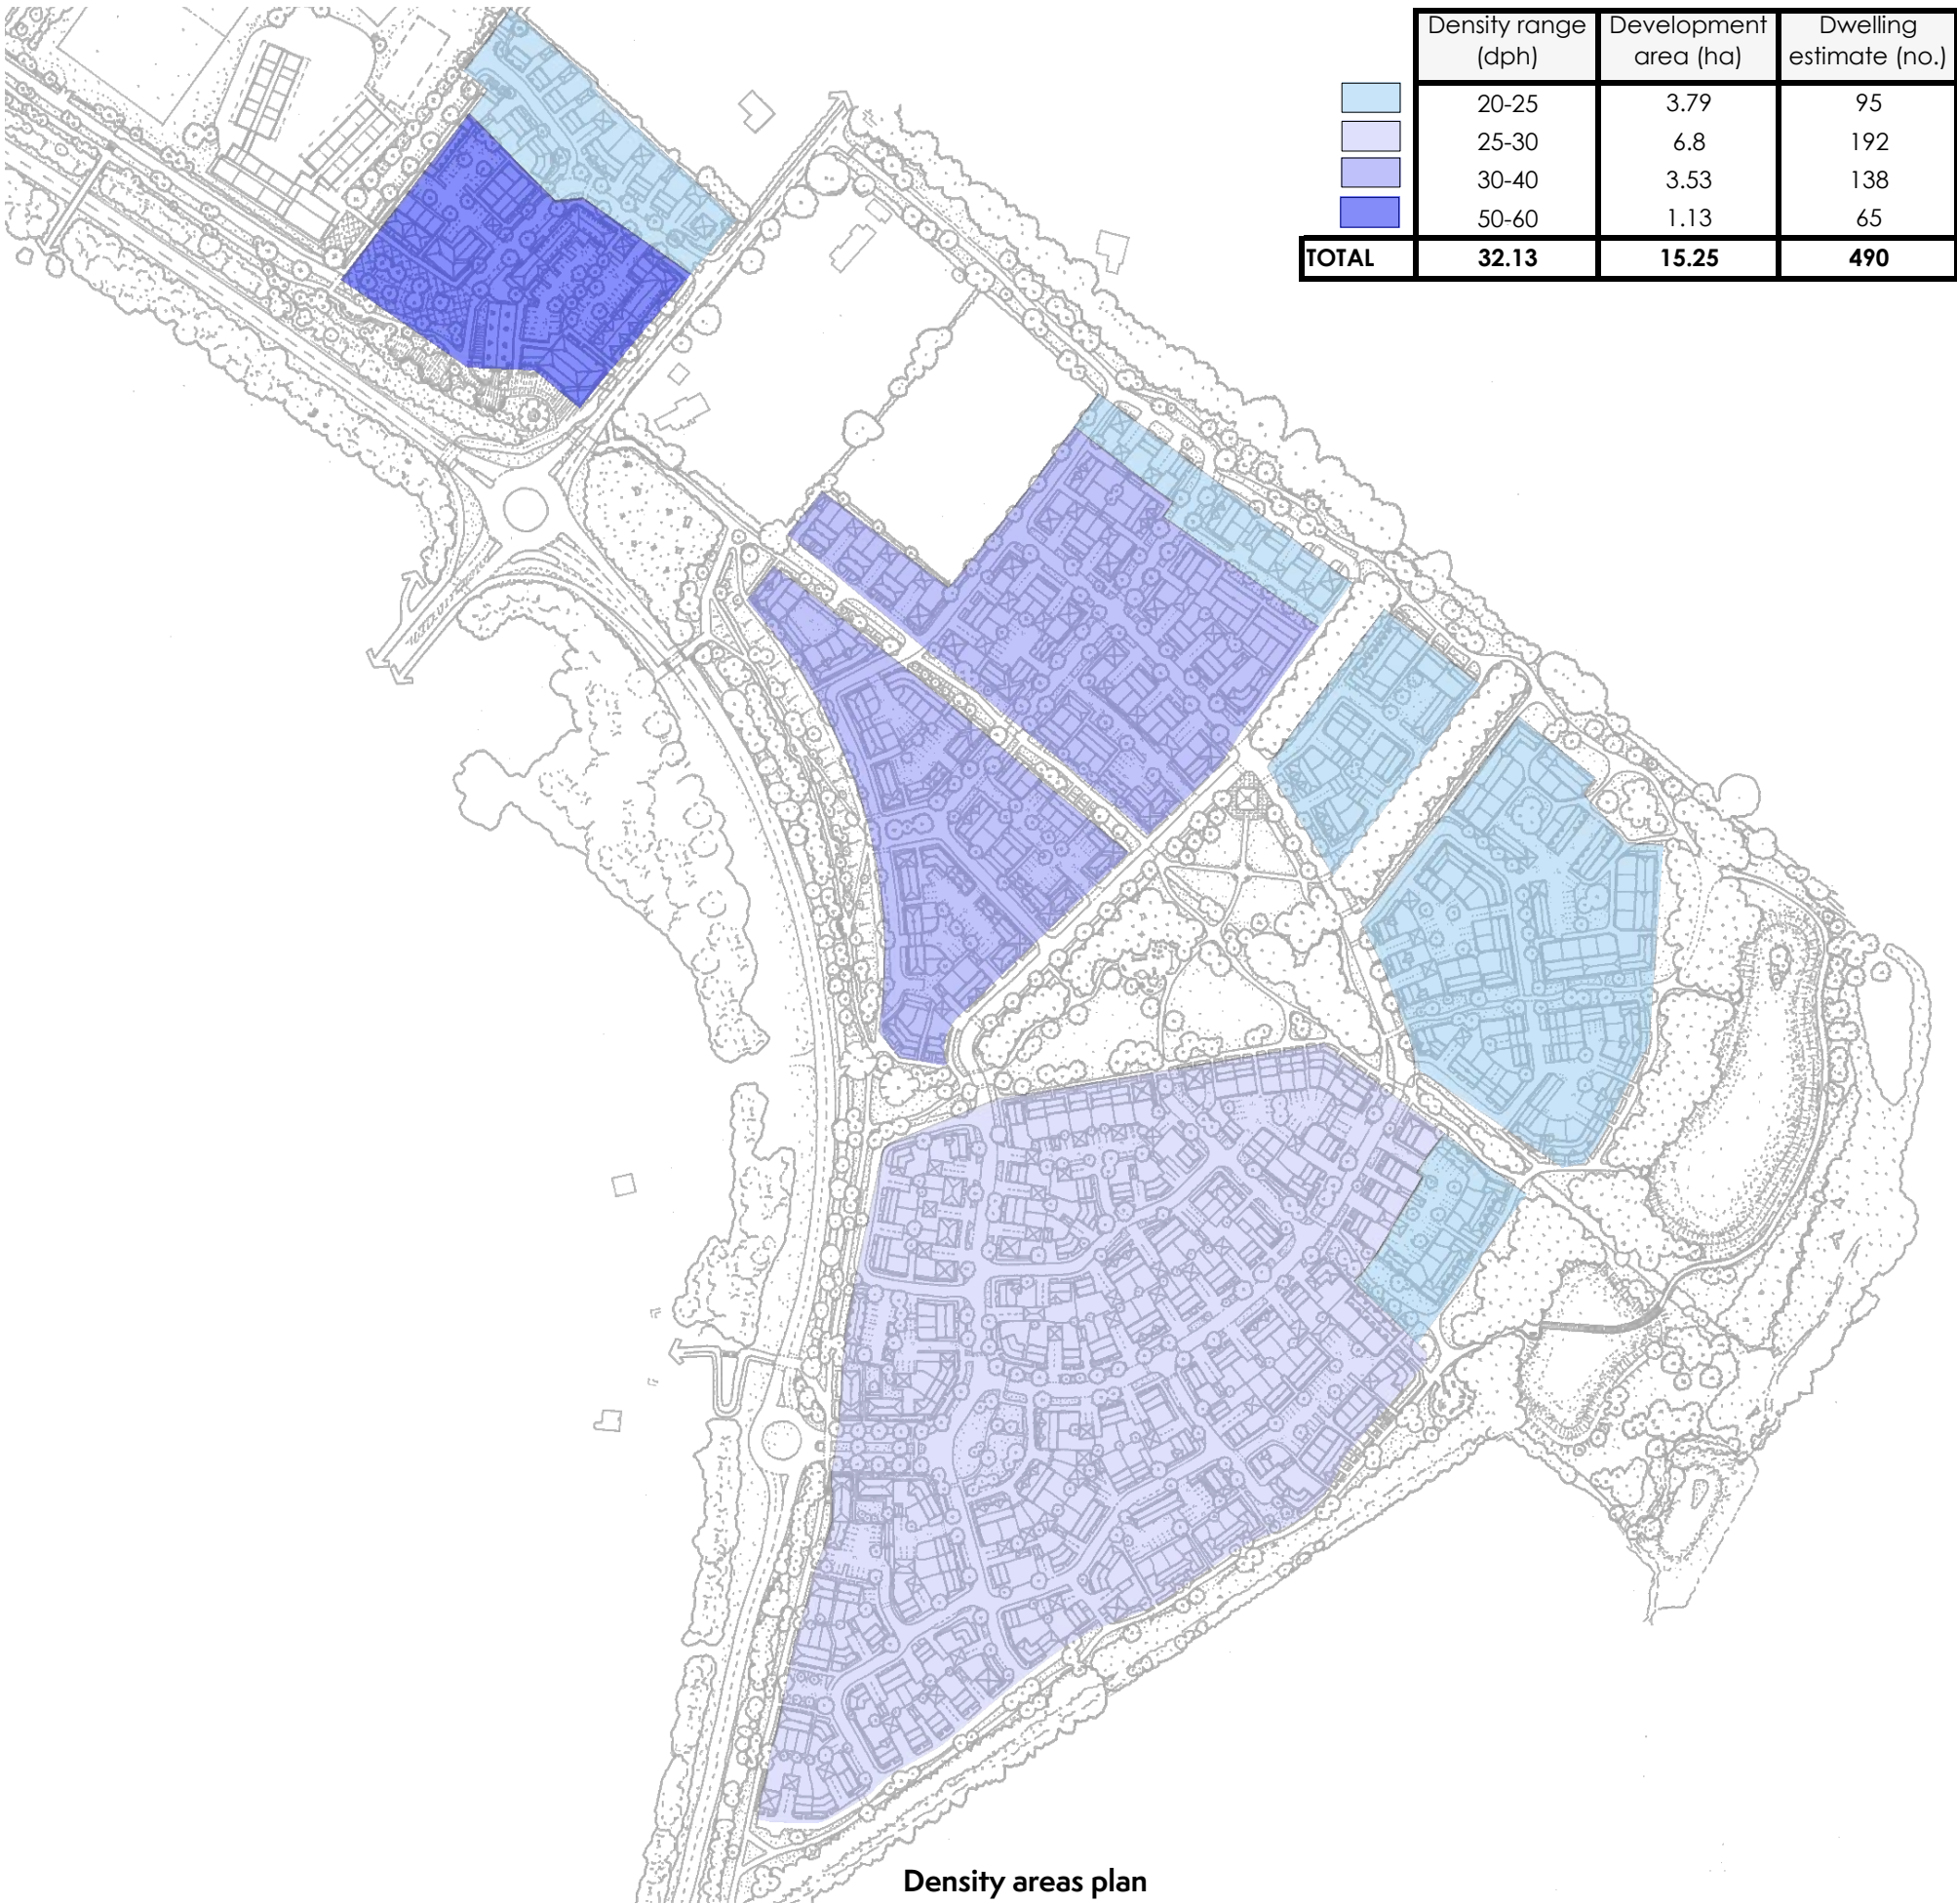 Density range Development Dwelling
(dph) area (ha) estimate (no.)
20-25 3.79 95
25-30 6.8 192
30-40 3.53 138
50-60 1.13 65
TOTAL 32.13 15.25 490
Density areas plan